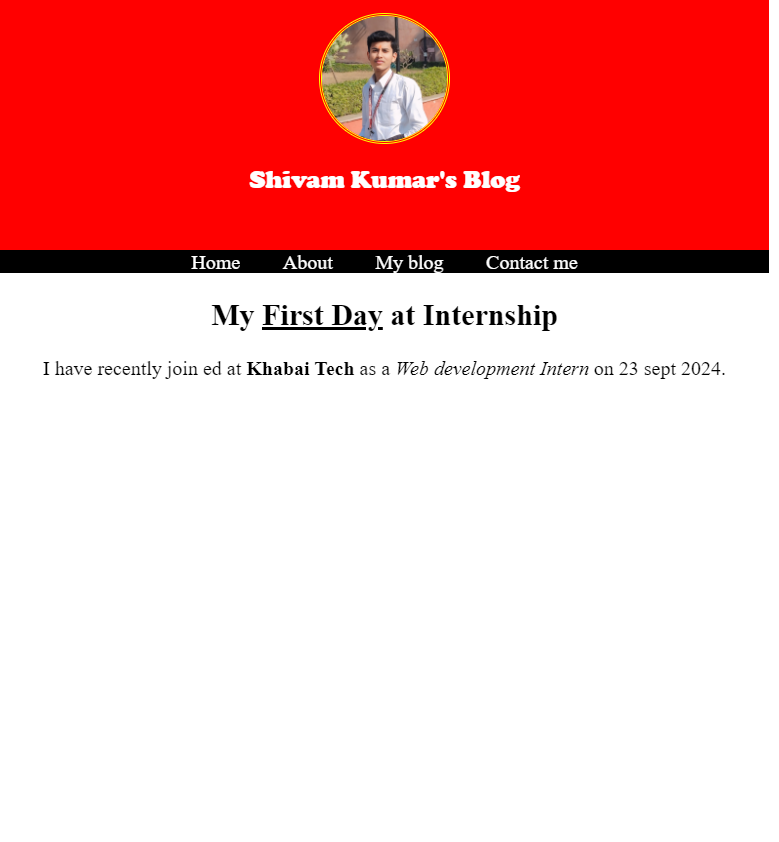 Shivam Kumar's Blog
Home About My blog Contact me
My First Day at Internship
I have recently join ed at Khabai Tech as a Web development Intern on 23 sept 2024.